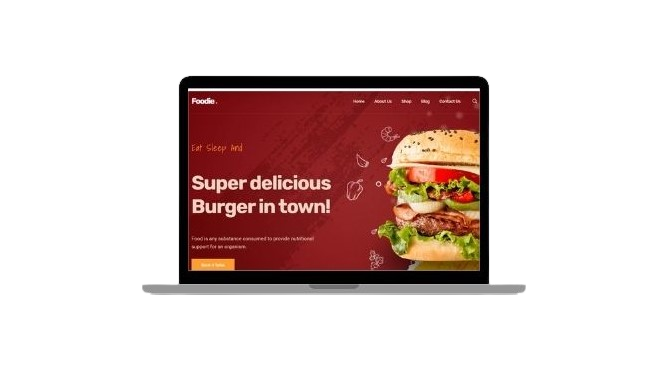 Foodie.
Home About Us Shop Blog Contact Us
Eat Sleep And
Super delicious
Burger in town!
Food is any substance consumed to provide nutritional
support for an organism.